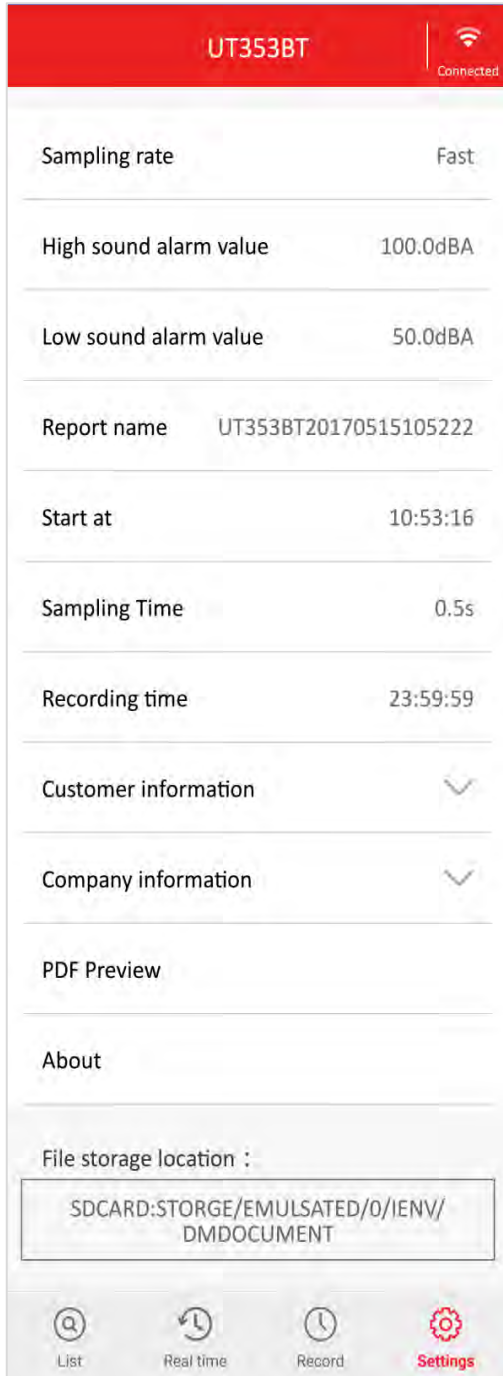 UT353BT
Connected
Sampling rate Fast
High sound alarm value 100.0dBA
Low sound alarm value 50.0dBA
Report name UT353BT20170515105222
Start at 10:53:16
Sampling Time 0.5s
Recording time 23:59:59
Customer information
Company information
PDF Preview
About
File storage location：
SDCARD:STORGE/EMULSATED/0/IENV/
DMDOCUMENT
List Real time Record Settings